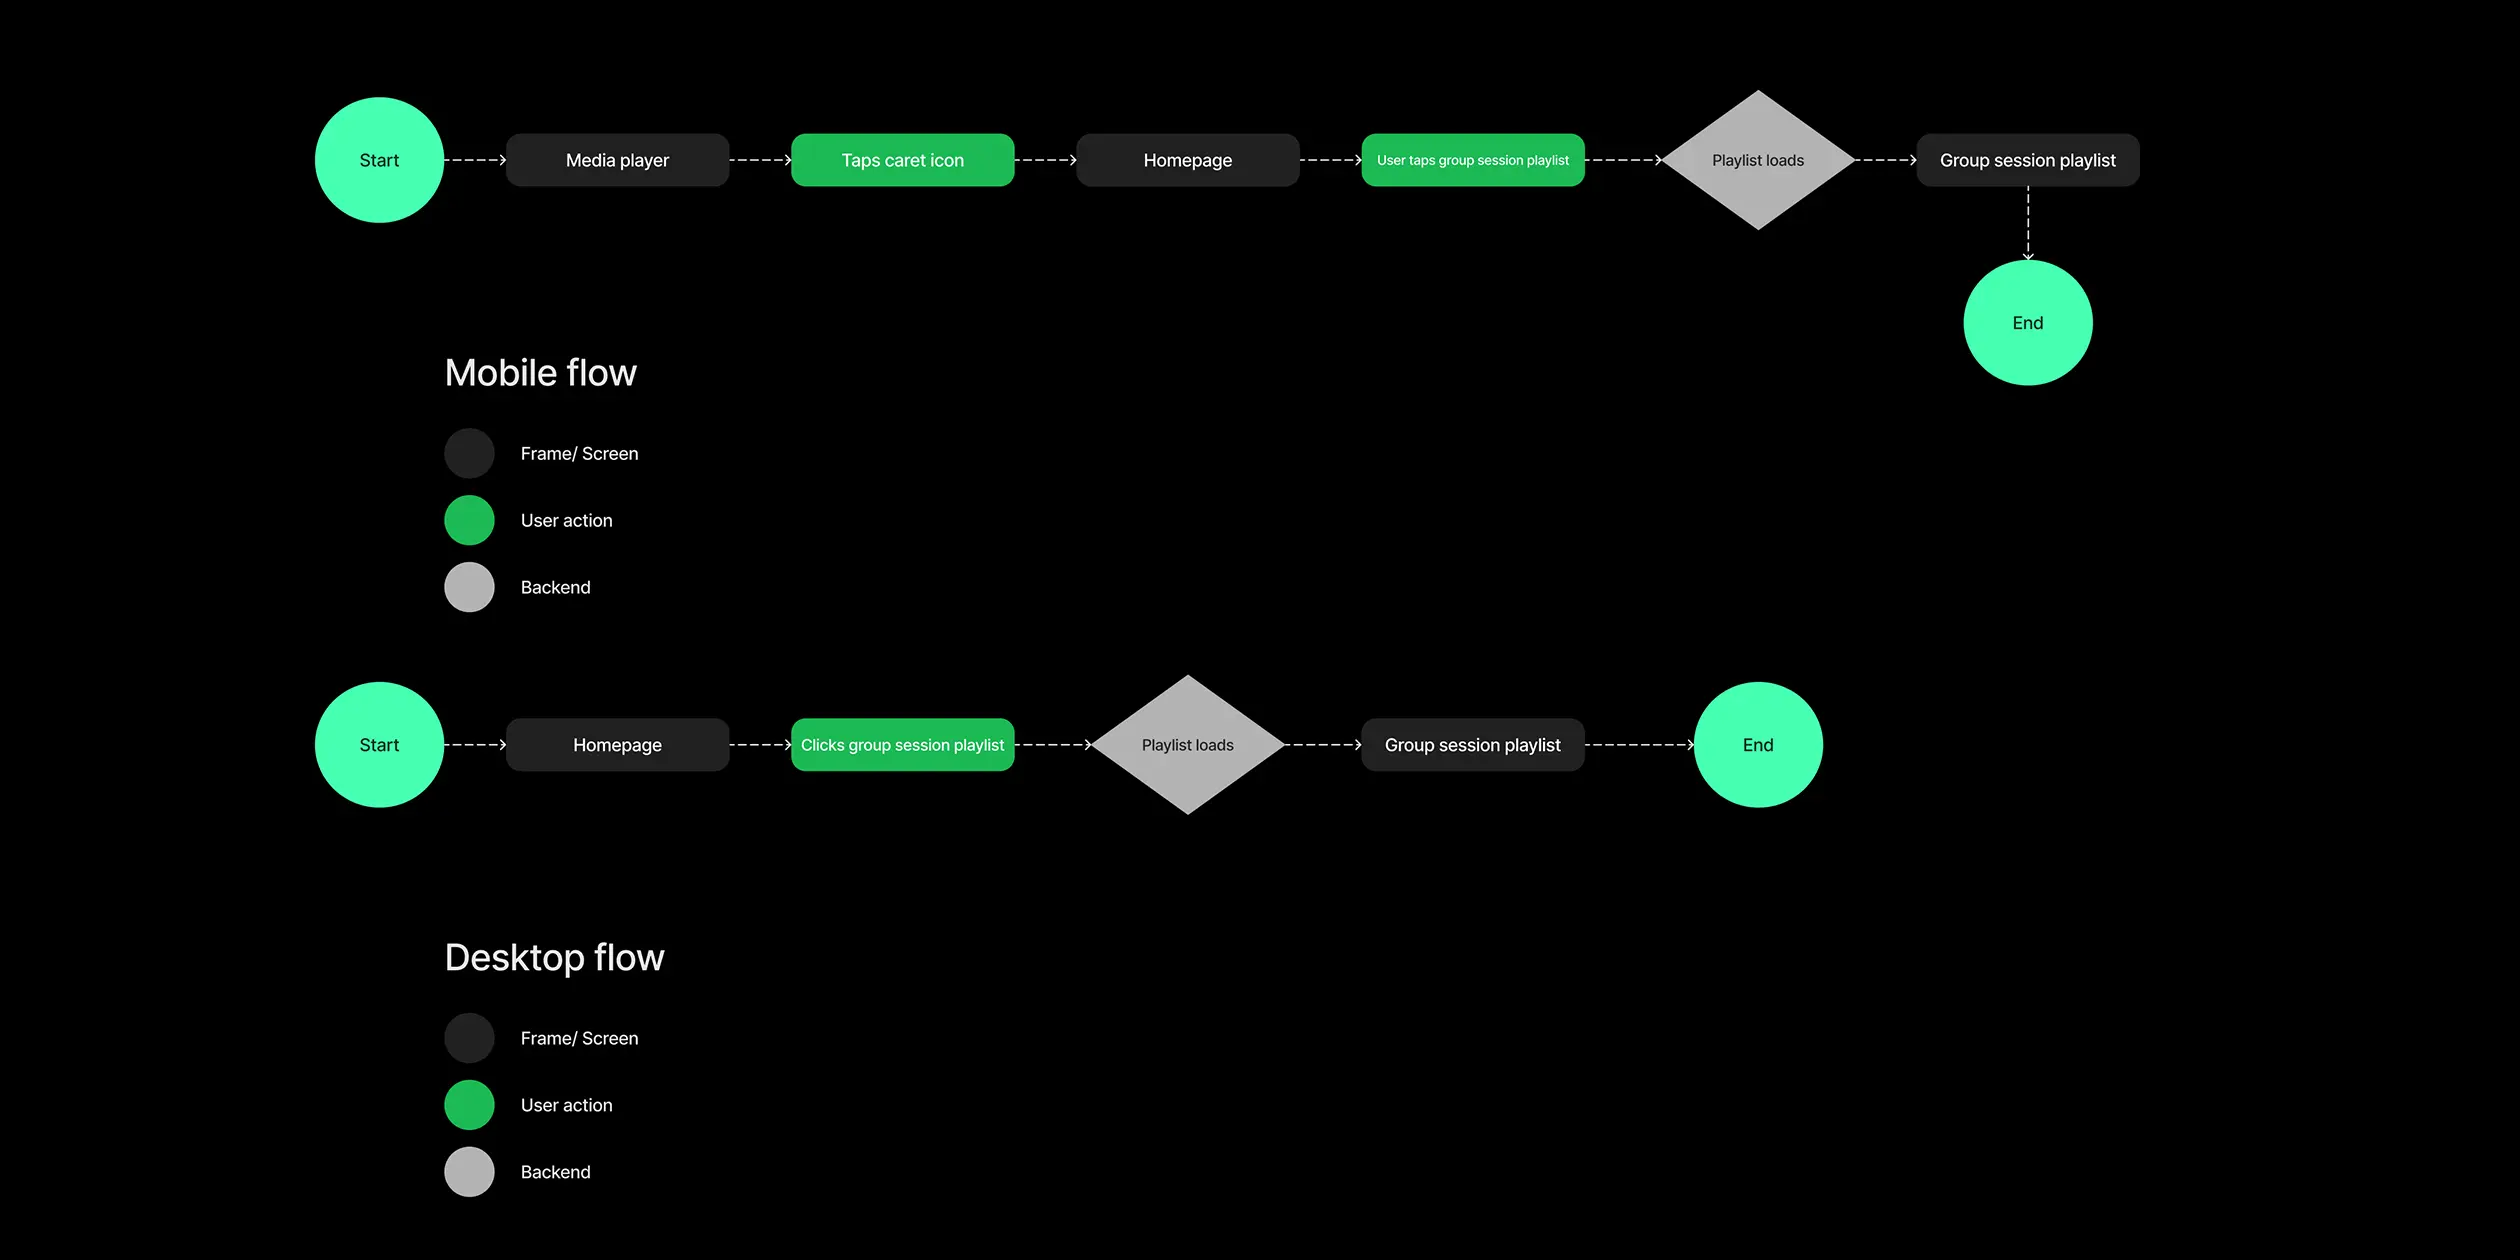 Start
Media player
Taps caret icon
Homepage
User taps group session playlist
Playlist loads
Group session playlist
End
Mobile flow
Frame/ Screen
User action
Backend
Start
Homepage
Clicks group session playlist
Playlist loads
Group session playlist
End
Desktop flow
Frame/ Screen
User action
Backend